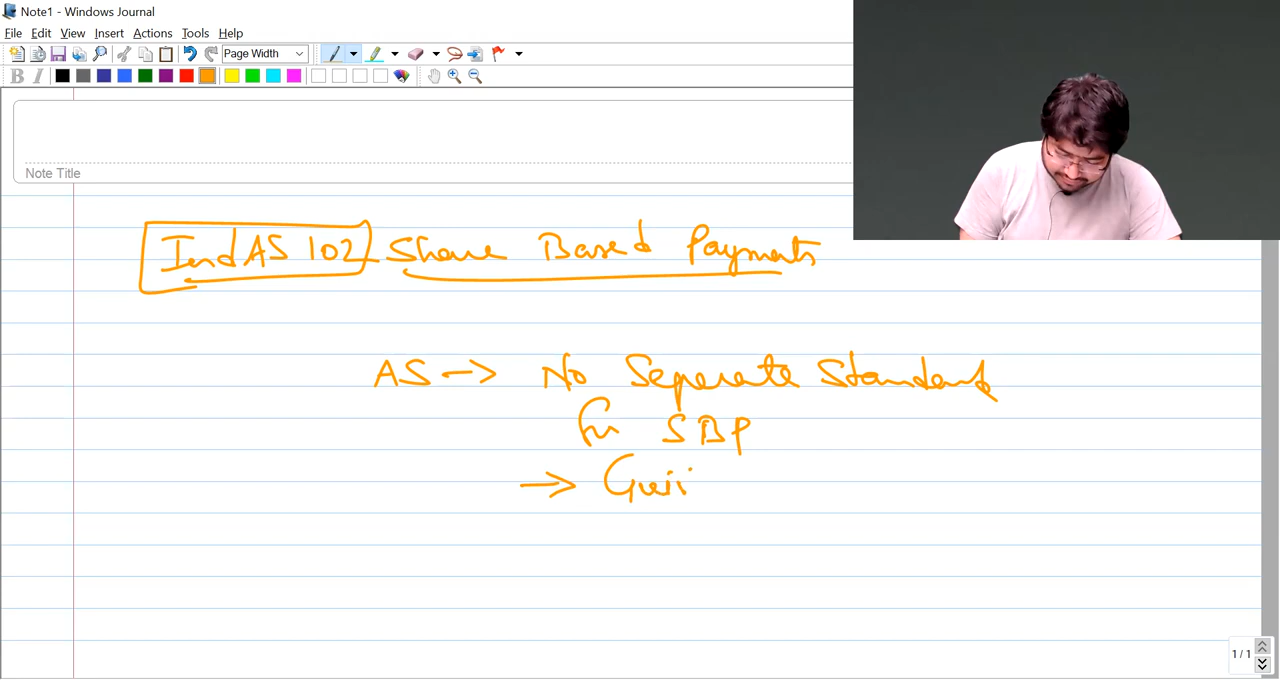 Note1 - Windows Journal
File Edit View Insert Actions Tools Help
Page Width
B I
Note Title
Ind AS 102 - Share Based Payments
AS -> No Seperate Standard
for SBP
-> Guii
1 / 1